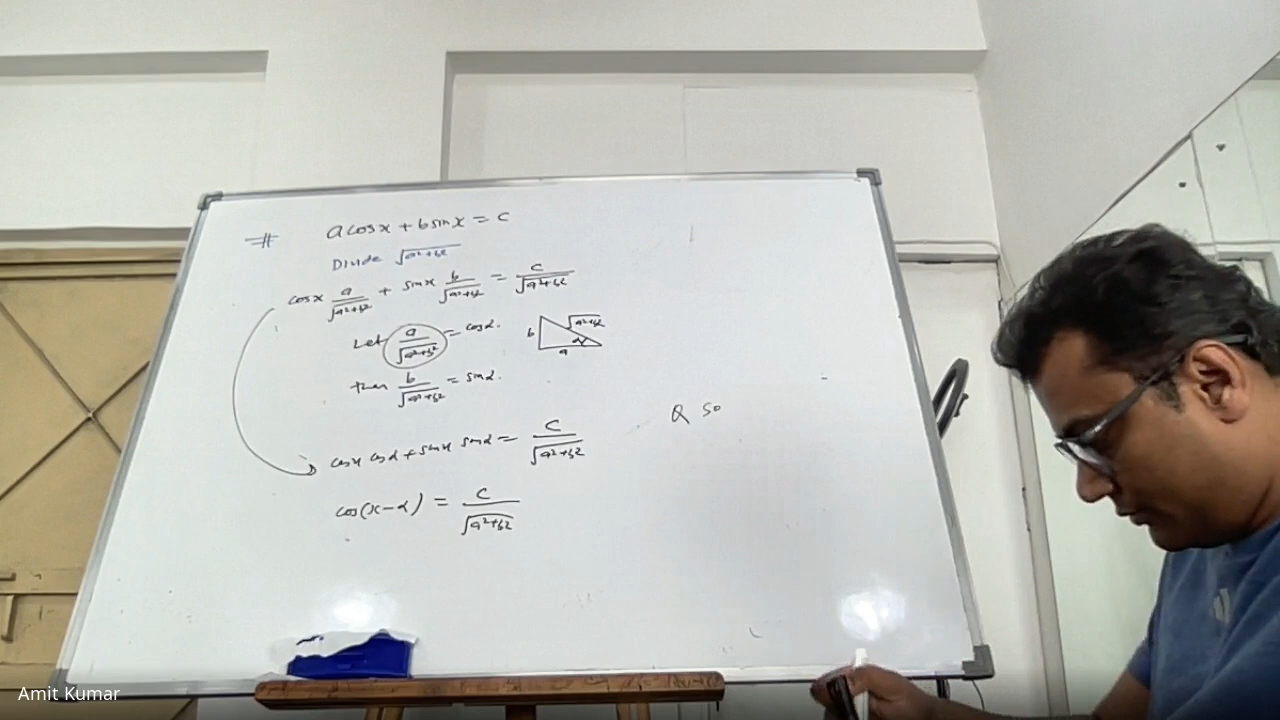 # a cos x + b sin x = c
Divide √(a²+b²)
cos x a/√(a²+b²) + sin x b/√(a²+b²) = c/√(a²+b²)
Let a/√(a²+b²) = cos α.
b √(a²+b²) α a
then b/√(a²+b²) = sin α.
Q So
cos x cos α + sin x sin α = c/√(a²+b²)
cos(x-α) = c/√(a²+b²)
Amit Kumar